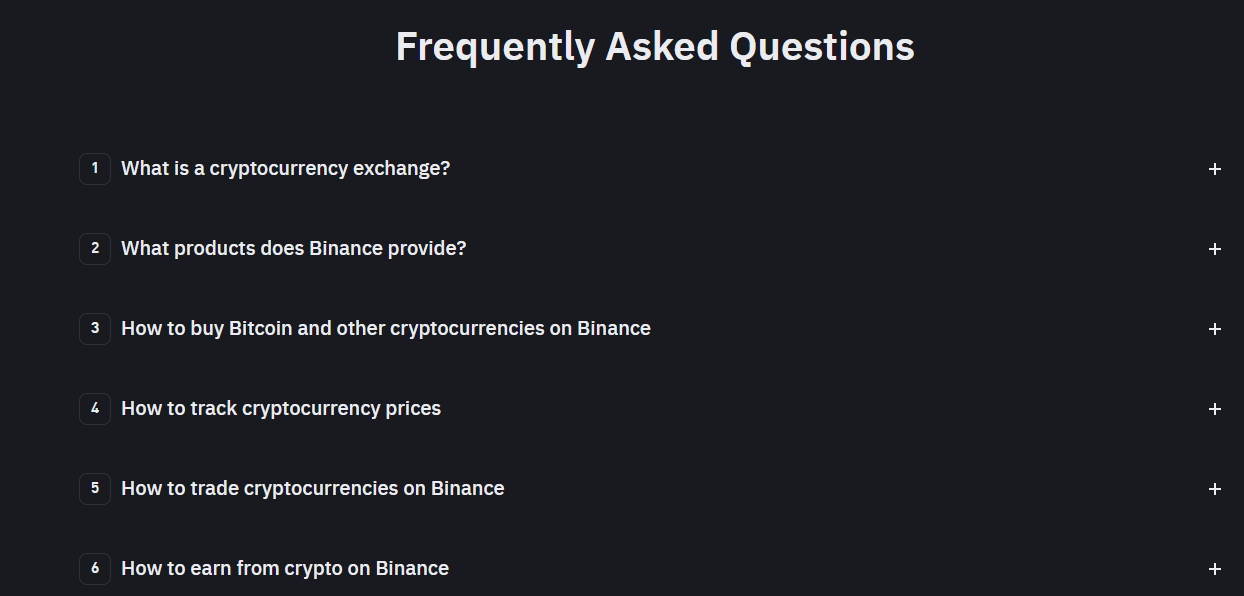 Frequently Asked Questions
1 What is a cryptocurrency exchange? +
2 What products does Binance provide? +
3 How to buy Bitcoin and other cryptocurrencies on Binance +
4 How to track cryptocurrency prices +
5 How to trade cryptocurrencies on Binance +
6 How to earn from crypto on Binance +